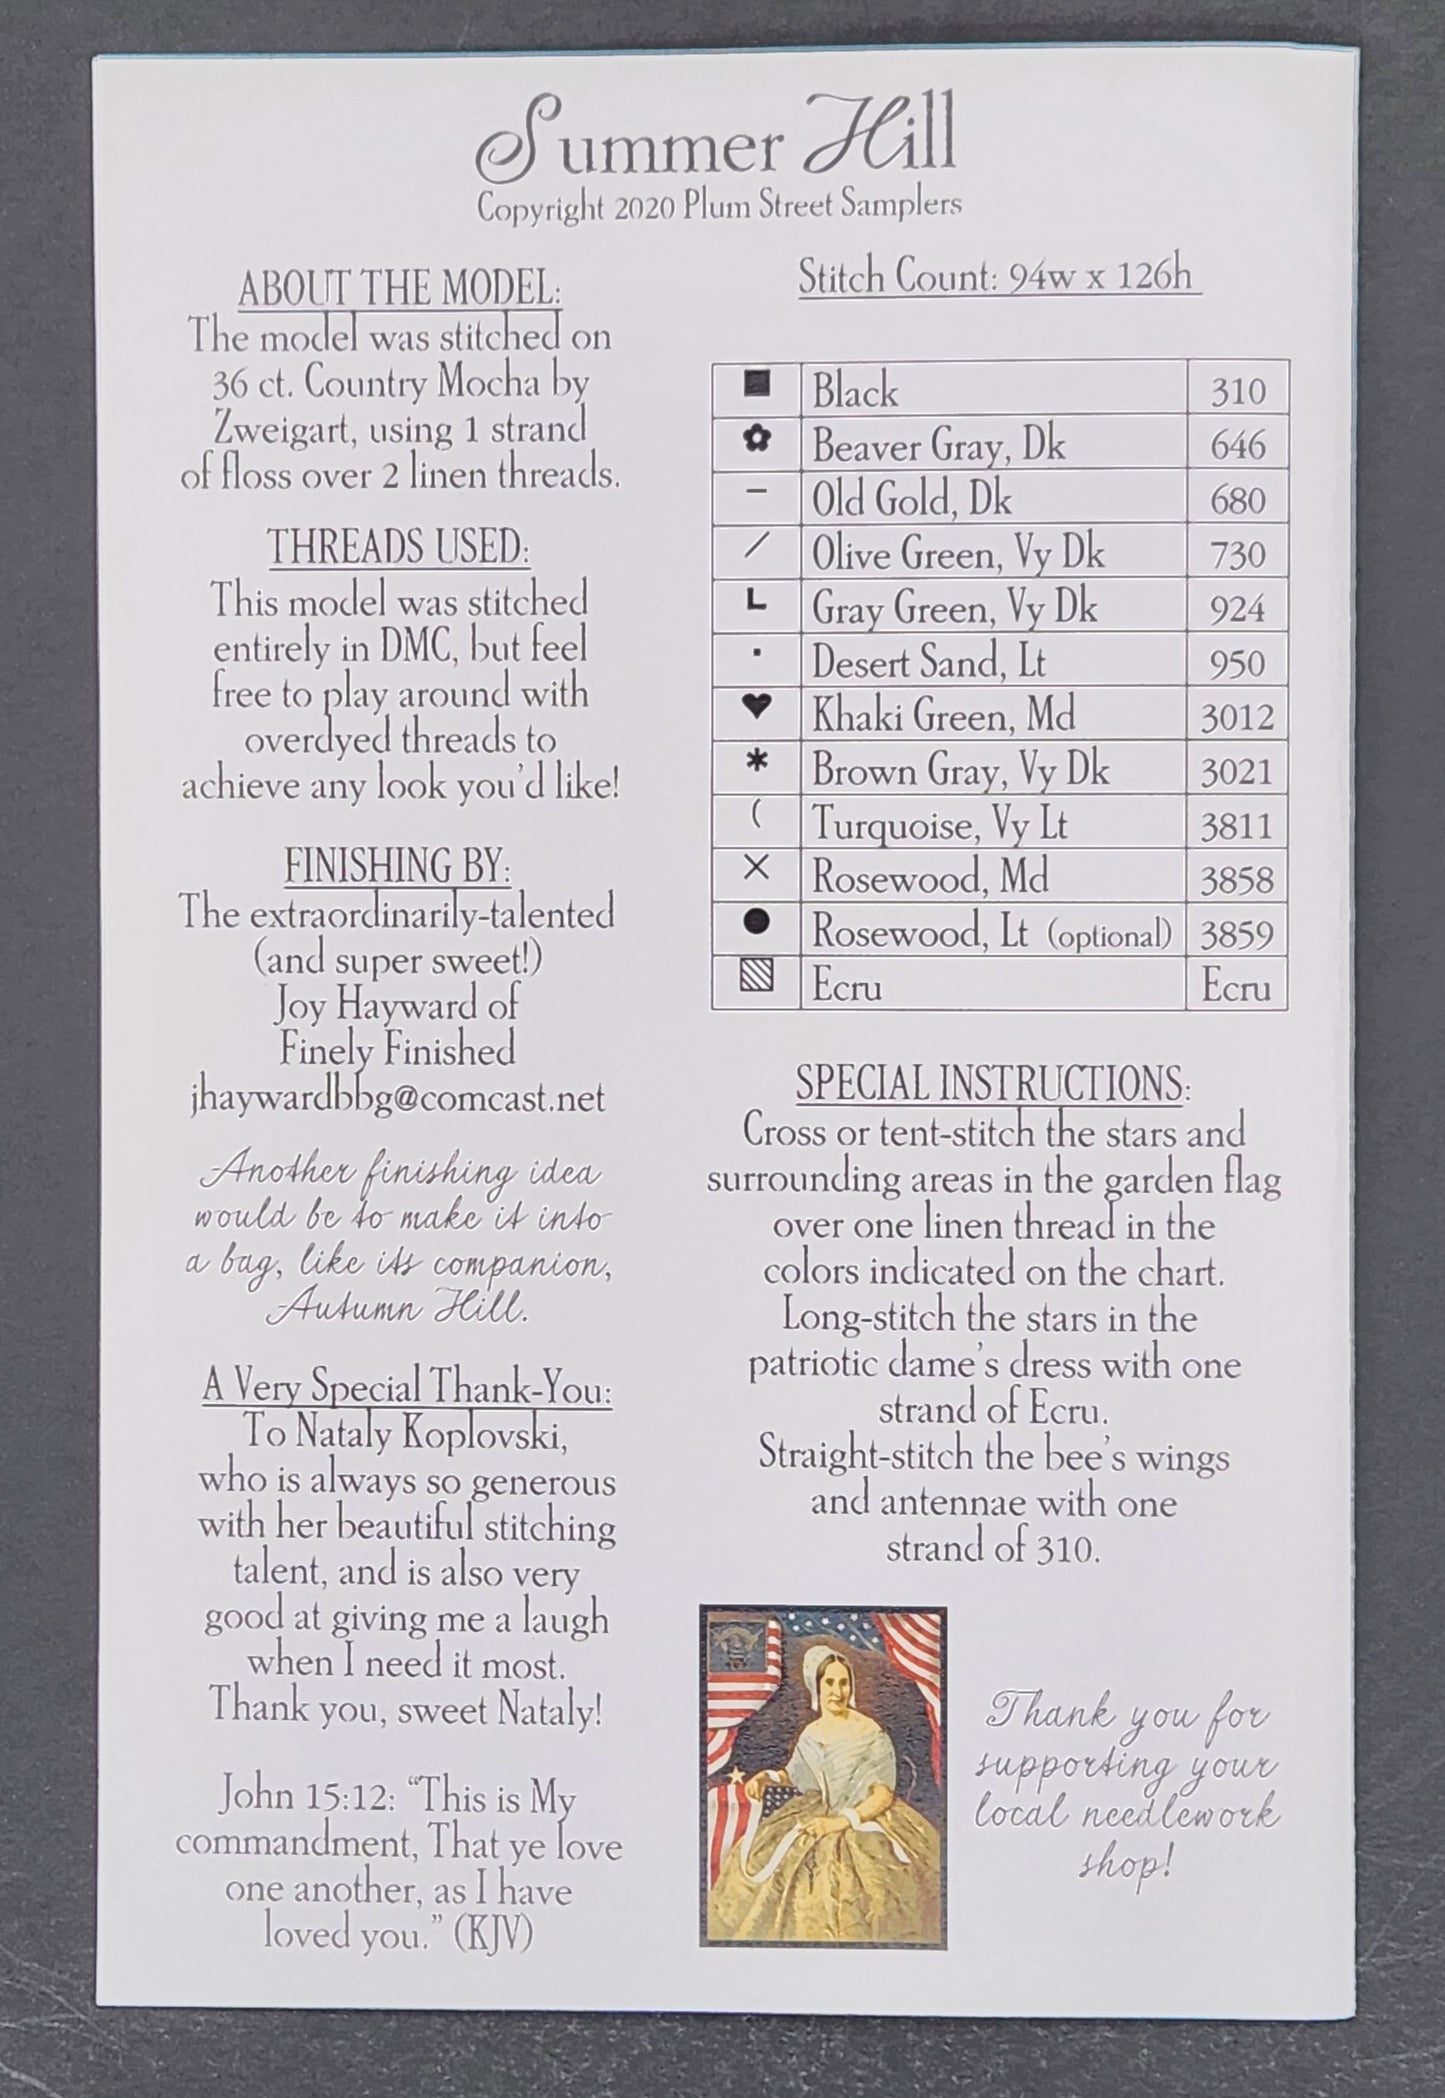 Summer Hill
Copyright 2020 Plum Street Samplers
ABOUT THE MODEL:
The model was stitched on
36 ct. Country Mocha by
Zweigart, using 1 strand
of floss over 2 linen threads.
THREADS USED:
This model was stitched
entirely in DMC, but feel
free to play around with
overdyed threads to
achieve any look you'd like!
FINISHING BY:
The extraordinarily-talented
(and super sweet!)
Joy Hayward of
Finely Finished
jhaywardbbg@comcast.net
Another finishing idea
would be to make it into
a bag, like its companion,
Autumn Hill.
A Very Special Thank-You:
To Nataly Koplovski,
who is always so generous
with her beautiful stitching
talent, and is also very
good at giving me a laugh
when I need it most.
Thank you, sweet Nataly!
John 15:12: “This is My
commandment, That ye love
one another, as I have
loved you.” (KJV)
Stitch Count: 94w x 126h
Black 310
Beaver Gray, Dk 646
Old Gold, Dk 680
Olive Green, Vy Dk 730
Gray Green, Vy Dk 924
Desert Sand, Lt 950
Khaki Green, Md 3012
Brown Gray, Vy Dk 3021
Turquoise, Vy Lt 3811
Rosewood, Md 3858
Rosewood, Lt (optional) 3859
Ecru Ecru
SPECIAL INSTRUCTIONS:
Cross or tent-stitch the stars and
surrounding areas in the garden flag
over one linen thread in the
colors indicated on the chart.
Long-stitch the stars in the
patriotic dame's dress with one
strand of Ecru.
Straight-stitch the bee's wings
and antennae with one
strand of 310.
Thank you for
supporting your
local needlework
shop!